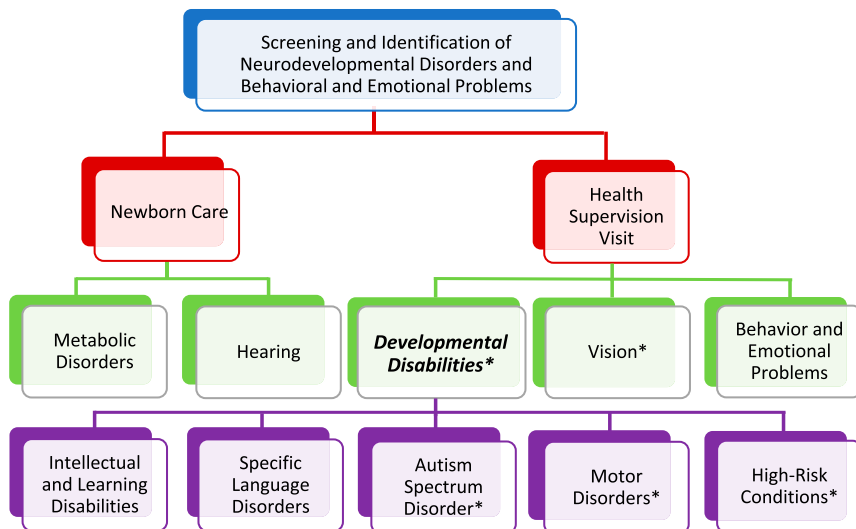 Screening and Identification of
Neurodevelopmental Disorders and
Behavioral and Emotional Problems
Newborn Care
Health
Supervision
Visit
Metabolic
Disorders
Hearing
Developmental
Disabilities*
Vision*
Behavior and
Emotional
Problems
Intellectual
and Learning
Disabilities
Specific
Language
Disorders
Autism
Spectrum
Disorder*
Motor
Disorders*
High-Risk
Conditions*